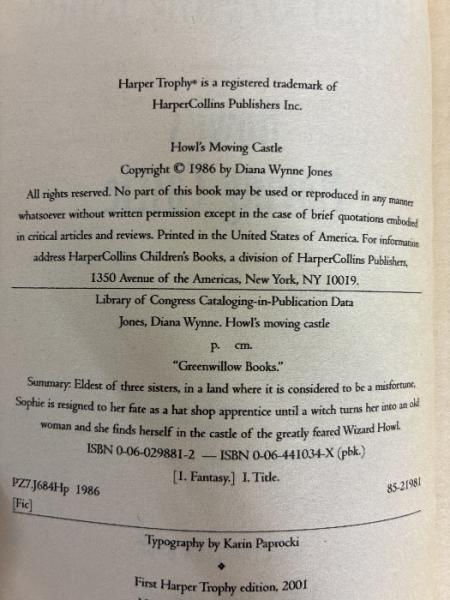 Harper Trophy® is a registered trademark of
HarperCollins Publishers Inc.
Howl's Moving Castle
Copyright © 1986 by Diana Wynne Jones
All rights reserved. No part of this book may be used or reproduced in any manner
whatsoever without written permission except in the case of brief quotations embodied
in critical articles and reviews. Printed in the United States of America. For information
address HarperCollins Children's Books, a division of HarperCollins Publishers,
1350 Avenue of the Americas, New York, NY 10019.
Library of Congress Cataloging-in-Publication Data
Jones, Diana Wynne. Howl's moving castle
p. cm.
"Greenwillow Books."
Summary: Eldest of three sisters, in a land where it is considered to be a misfortune,
Sophie is resigned to her fate as a hat shop apprentice until a witch turns her into an old
woman and she finds herself in the castle of the greatly feared Wizard Howl.
ISBN 0-06-029881-2 — ISBN 0-06-441034-X (pbk.)
[1. Fantasy.] I. Title.
PZ7.J684Hp 1986 85-21981
[Fic]
Typography by Karin Paprocki
❖
First Harper Trophy edition, 2001